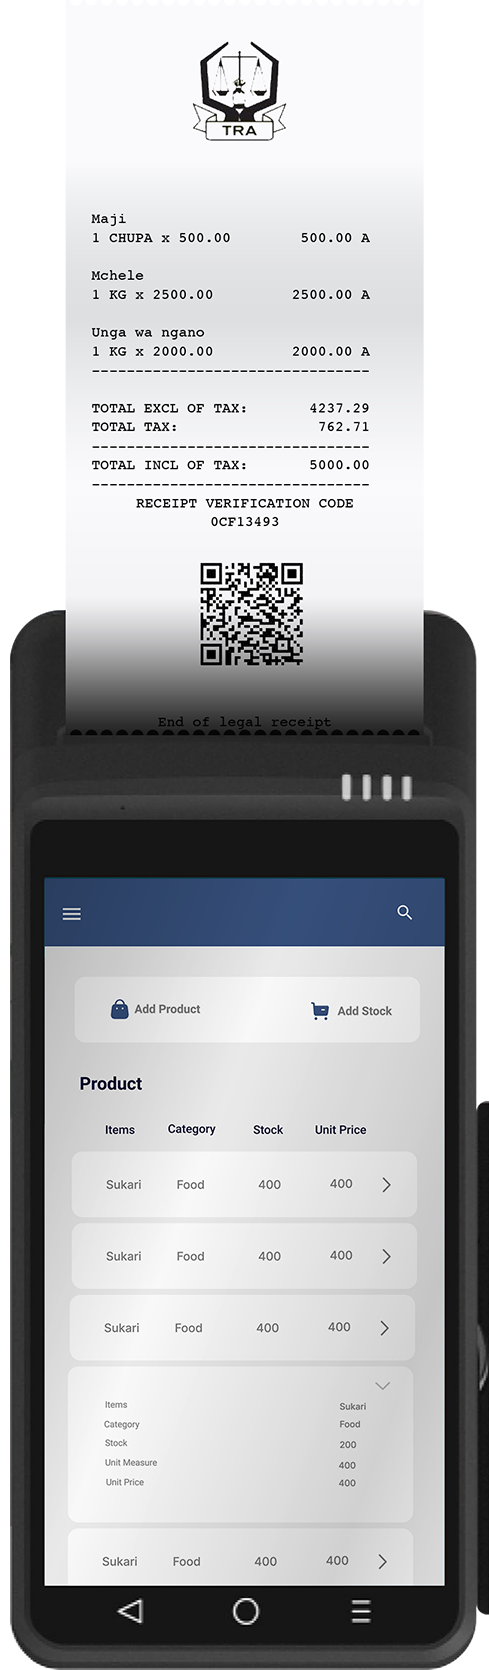 TRA
Maji
1 CHUPA x 500.00 500.00 A
Mchele
1 KG x 2500.00 2500.00 A
Unga wa ngano
1 KG x 2000.00 2000.00 A
--------------------------------
TOTAL EXCL OF TAX: 4237.29
TOTAL TAX: 762.71
--------------------------------
TOTAL INCL OF TAX: 5000.00
--------------------------------
RECEIPT VERIFICATION CODE
0CF13493
End of legal receipt
Add Product Add Stock
Product
Items Category Stock Unit Price
Sukari Food 400 400
Sukari Food 400 400
Sukari Food 400 400
Items Sukari
Category Food
Stock 200
Unit Measure 400
Unit Price 400
Sukari Food 400 400